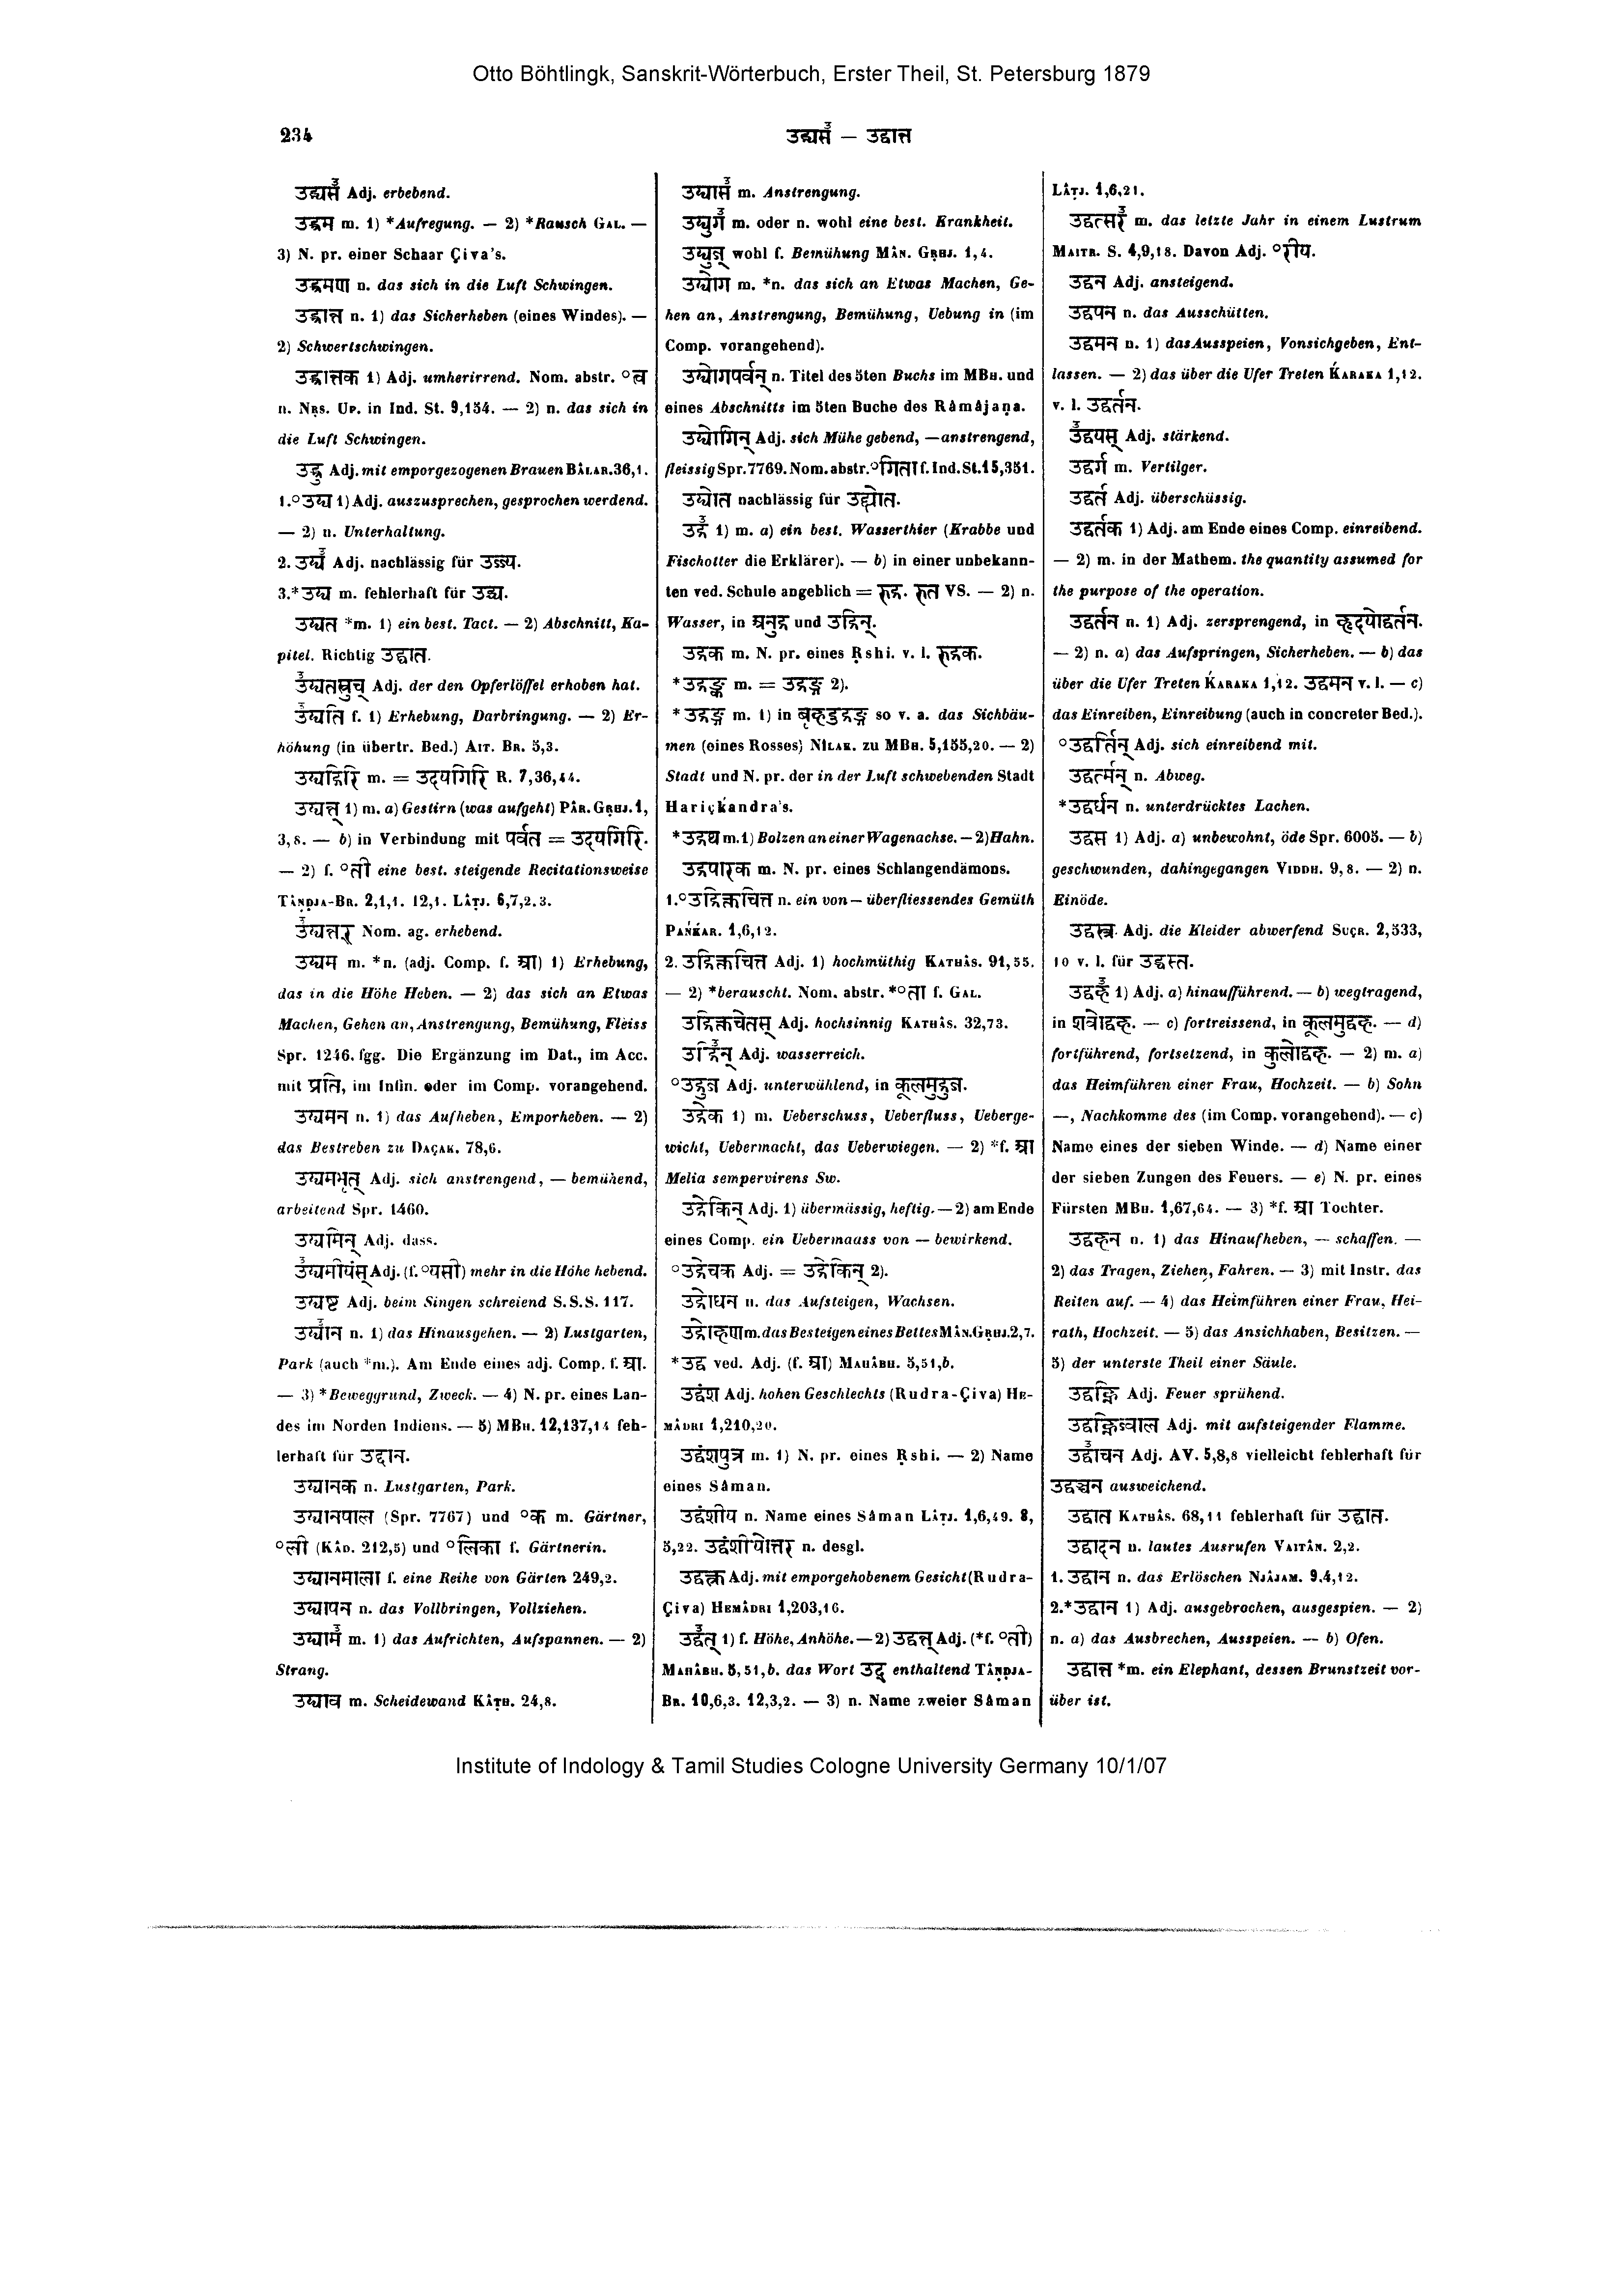 Otto Böhtlingk, Sanskrit-Wörterbuch, Erster Theil, St. Petersburg 1879
234
उद्यसँ — उद्वात्त
Adj. erbebend.
उद्भ्रम m. 1) *Aufregung. — 2) *Rausch GAL. —
3) N. pr. einer Schaar Çiva's.
उद्भ्रमण n. das sich in die Luft Schwingen.
उद्भ्रान्त n. 1) das Sicherheben (eines Windes). —
2) Schwertschwingen.
1) Adj. umherirrend. Nom. abstr. °त्व
n. NṚS. UP. in Ind. St. 9,154. — 2) n. das sich in
die Luft Schwingen.
उद्भ्रु Adj. mit emporgezogenen Brauen BÂLAR. 36,1.
1.°उद्य 1) Adj. auszusprechen, gesprochen werdend.
— 2) n. Unterhaltung.
2. उद्य Adj. nachlässig für
3.*उद्य m. fehlerhaft für
उद्यत *m. 1) ein best. Tact. — 2) Abschnitt, Ka-
pitel. Richtig उद्घात.
उद्यतस्रुच् Adj. der den Opferlöffel erhoben hat.
उद्यति f. 1) Erhebung, Darbringung. — 2) Er-
höhung (in übertr. Bed.) AIT. BR. 5,3.
उद्यद्गिरि m. = उदयगिरि R. 7,36,44.
उद्यन्त् 1) m. a) Gestirn (was aufgeht) PÂR. GṚHJ. 1,
3,8. — b) in Verbindung mit पर्वत = उदयगिरि.
— 2) f. °ती eine best. steigende Recitationsweise
TÂṆḌJA-BR. 2,1,1. 12,1. LÂṬJ. 6,7,2.3.
उद्यन्तर् Nom. ag. erhebend.
उद्यम m. *n. (adj. Comp. f. आ) 1) Erhebung,
das in die Höhe Heben. — 2) das sich an Etwas
Machen, Gehen an, Anstrengung, Bemühung, Fleiss
Spr. 1246. fgg. Die Ergänzung im Dat., im Acc.
mit प्रति, im Infin. oder im Comp. vorangehend.
उद्यमन n. 1) das Aufheben, Emporheben. — 2)
das Bestreben zu DAÇAK. 78,6.
उद्यमभृत् Adj. sich anstrengend, — bemühend,
arbeitend Spr. 1460.
उद्यमिन् Adj. dass.
उद्यमीयंस् Adj. (f. °यसी) mehr in die Höhe hebend.
उद्यष्ट Adj. beim Singen schreiend S.S.S. 117.
उद्यान n. 1) das Hinausgehen. — 2) Lustgarten,
Park (auch *m.). Am Ende eines adj. Comp. f. आ.
— 3) *Beweggrund, Zweck. — 4) N. pr. eines Lan-
des im Norden Indiens. — 5) MBH. 12,137,14 feh-
lerhaft für उद्दान.
उद्यानक n. Lustgarten, Park.
उद्यानपाल (Spr. 7767) und °क m. Gärtner,
°ली (KÂD. 212,5) und °लिका f. Gärtnerin.
उद्यानमाला f. eine Reihe von Gärten 249,2.
उद्यापन n. das Vollbringen, Vollziehen.
उद्याम m. 1) das Aufrichten, Aufspannen. — 2)
Strang.
उद्याव m. Scheidewand KÂṬH. 24,8.
उद्यास m. Anstrengung.
उद्युग m. oder n. wohl eine best. Krankheit.
उद्युज् wohl f. Bemühung MÂN. GṚHJ. 1,4.
उद्योग m. *n. das sich an Etwas Machen, Ge-
hen an, Anstrengung, Bemühung, Uebung in (im
Comp. vorangehend).
उद्योगपर्वन् n. Titel des 5ten Buchs im MBH. und
eines Abschnitts im 5ten Buche des Râmâjaṇa.
उद्योगिन् Adj. sich Mühe gebend, — anstrengend,
fleissig Spr. 7769. Nom. abstr. °गिता f. Ind. St. 15,351.
उद्योत nachlässig für उद्द्योत.
उद्र 1) m. a) ein best. Wasserthier (Krabbe und
Fischotter die Erklärer). — b) in einer unbekann-
ten ved. Schule angeblich = रुद्र. VS. — 2) n.
Wasser, in अनुद्र und उद्रिन्.
उद्रक m. N. pr. eines Ṛshi. v. l. रुद्रक.
*उद्रङ्क m. = उद्रङ्ग 2).
*उद्रङ्ग m. 1) in so v. a. das Sichbäu-
men (eines Rosses) NÎLAK. zu MBH. 5,155,20. — 2)
Stadt und N. pr. der in der Luft schwebenden Stadt
Hariçḱandra's.
*उद्रथ m. 1) Bolzen an einer Wagenachse. — 2) Hahn.
उद्रपारक m. N. pr. eines Schlangendämons.
1.°उद्रिक्तचित्त n. ein von — überfliessendes Gemüth
PAŃḰAR. 1,6,12.
2. उद्रिक्तचित्त Adj. 1) hochmüthig KATHÂS. 91,55.
— 2) *berauscht. Nom. abstr. *°ता f. GAL.
उद्रिक्तचेतस् Adj. hochsinnig KATHÂS. 32,73.
उद्रिन् Adj. wasserreich.
°उद्रुज Adj. unterwühlend, in कूलमुद्रुज.
उद्रेक 1) m. Ueberschuss, Ueberfluss, Ueberge-
wicht, Uebermacht, das Ueberwiegen. — 2) *f. आ
Melia sempervirens Sw.
उद्रेकिन् Adj. 1) übermässig, heftig. — 2) am Ende
eines Comp. ein Uebermaass von — bewirkend.
°उद्रेचक Adj. = उद्रेकिन् 2).
उद्रोधन n. das Aufsteigen, Wachsen.
उद्रोहण m. das Besteigen eines Bettes MÂN. GṚHJ. 2,7.
*उद्व ved. Adj. (f. आ) MAHÂBH. 5,51,b.
उद्वंश Adj. hohen Geschlechts (Rudra-Çiva) HE-
MÂDRI 1,210,20.
उद्वंशपुत्र m. 1) N. pr. eines Ṛshi. — 2) Name
eines Sâman.
उद्वंशीय n. Name eines Sâman LÂṬJ. 1,6,49. 8,
5,22. उद्वंशीयोत्तर n. desgl.
उद्वक्त्र Adj. mit emporgehobenem Gesicht (Rudra-
Çiva) HEMÂDRI 1,203,16.
उद्वत् 1) f. Höhe, Anhöhe. — 2) उद्वत्त् Adj. (*f. °ती)
MAHÂBH. 5,51,b. das Wort उद् enthaltend TÂṆḌJA-
BR. 10,6,3. 12,3,2. — 3) n. Name zweier Sâman
LÂṬJ. 1,6,21.
उद्वत्सर m. das letzte Jahr in einem Lustrum
MAITR. S. 4,9,18. Davon Adj. °रीय.
उद्वन Adj. ansteigend.
उद्वपन n. das Ausschütten.
उद्वमन n. 1) das Ausspeien, Vonsichgeben, Ent-
lassen. — 2) das über die Ufer Treten ḰARAKA 1,12.
v. l. उद्वर्तन.
उद्वयस् Adj. stärkend.
उद्वर्ग m. Vertilger.
उद्वर्त Adj. überschüssig.
उद्वर्तक 1) Adj. am Ende eines Comp. einreibend.
— 2) m. in der Mathem. the quantity assumed for
the purpose of the operation.
उद्वर्तन n. 1) Adj. zersprengend, in हृदयोद्वर्तन.
— 2) n. a) das Aufspringen, Sicherheben. — b) das
über die Ufer Treten ḰARAKA 1,12. उद्वमन v. l. — c)
das Einreiben, Einreibung (auch in concreter Bed.).
°उद्वर्तिन् Adj. sich einreibend mit.
उद्वर्त्मन् n. Abweg.
*उद्वर्धन n. unterdrücktes Lachen.
उद्वस 1) Adj. a) unbewohnt, öde Spr. 6005. — b)
geschwunden, dahingegangen VIDDH. 9,8. — 2) n.
Einöde.
उद्वस्त्र Adj. die Kleider abwerfend SUÇR. 2,533,
10 v. l. für उद्धस्त.
उद्वह 1) Adj. a) hinaufführend. — b) wegtragend,
in शवोद्वह. — c) fortreissend, in कूलमुद्वह. — d)
fortführend, fortsetzend, in कुलोद्वह. — 2) m. a)
das Heimführen einer Frau, Hochzeit. — b) Sohn
—, Nachkomme des (im Comp. vorangehend). — c)
Name eines der sieben Winde. — d) Name einer
der sieben Zungen des Feuers. — e) N. pr. eines
Fürsten MBH. 1,67,64. — 3) *f. आ Tochter.
उद्वहन n. 1) das Hinaufheben, — schaffen. —
2) das Tragen, Ziehen, Fahren. — 3) mit Instr. das
Reiten auf. — 4) das Heimführen einer Frau, Hei-
rath, Hochzeit. — 5) das Ansichhaben, Besitzen. —
5) der unterste Theil einer Säule.
उद्वह्नि Adj. Feuer sprühend.
उद्वह्निज्वाल Adj. mit aufsteigender Flamme.
उद्वाचन Adj. AV. 5,8,8 vielleicht fehlerhaft für
उद्वञ्चन ausweichend.
उद्वात KATHÂS. 68,11 fehlerhaft für उद्घात.
उद्वादन n. lautes Ausrufen VAITÂN. 2,2.
1. उद्वान n. das Erlöschen NJÂJAM. 9,4,12.
2.*उद्वान 1) Adj. ausgebrochen, ausgespien. — 2)
n. a) das Ausbrechen, Ausspeien. — b) Ofen.
उद्वान्त *m. ein Elephant, dessen Brunstzeit vor-
über ist.
Institute of Indology & Tamil Studies Cologne University Germany 10/1/07